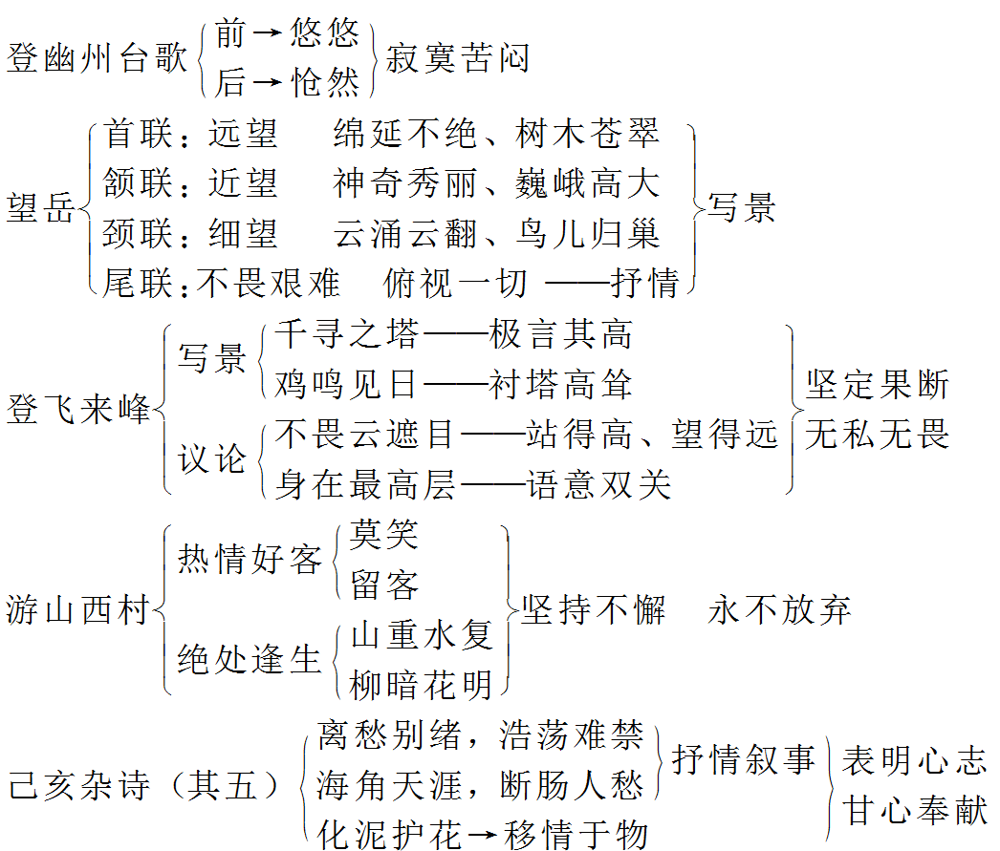 前→悠悠
登幽州台歌 寂寞苦闷
后→怆然
首联：远望 绵延不绝、树木苍翠
颔联：近望 神奇秀丽、巍峨高大
望岳 写景
颈联：细望 云涌云翻、鸟儿归巢
尾联：不畏艰难 俯视一切 ——抒情
千寻之塔——极言其高
写景
鸡鸣见日——衬塔高耸
登飞来峰 坚定果断
不畏云遮目——站得高、望得远 无私无畏
议论
身在最高层——语意双关
莫笑
热情好客
留客
游山西村 坚持不懈 永不放弃
山重水复
绝处逢生
柳暗花明
离愁别绪，浩荡难禁
抒情叙事 表明心志
己亥杂诗（其五） 海角天涯，断肠人愁
甘心奉献
化泥护花→移情于物